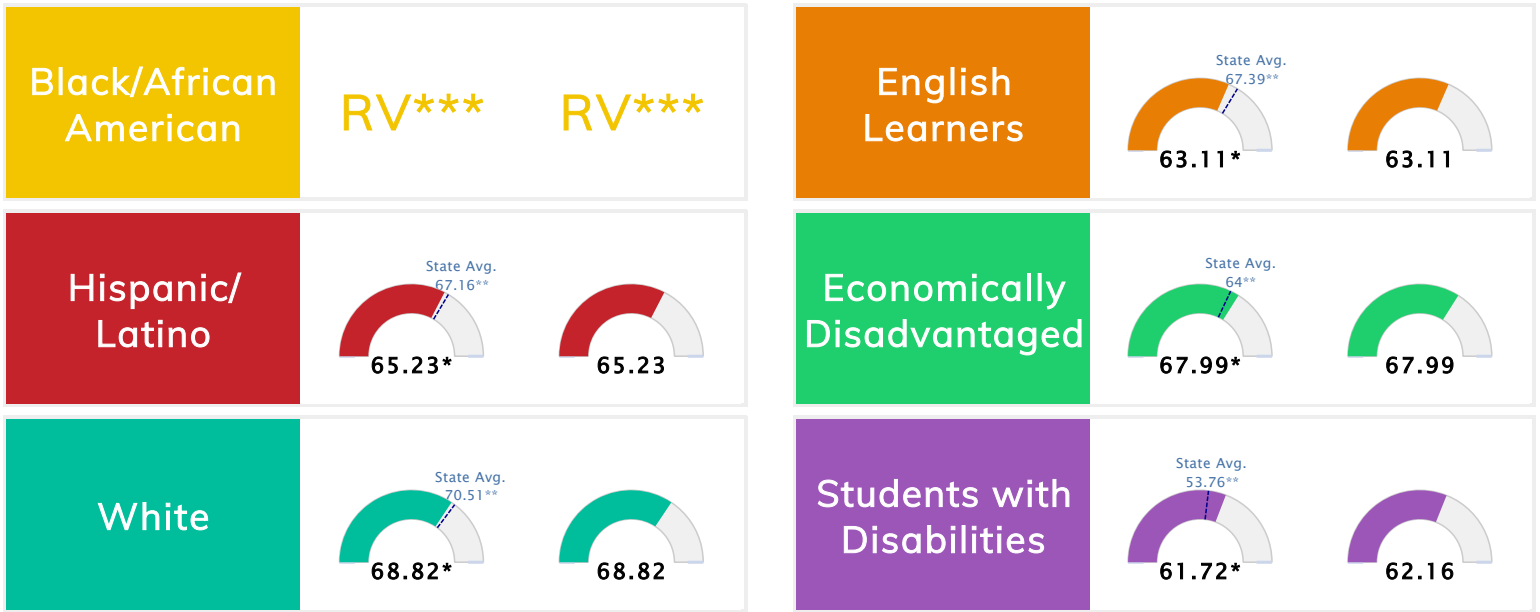 Black/African
American
RV***
RV***
English
Learners
State Avg.
67.39**
63.11*
63.11
Hispanic/
Latino
State Avg.
67.16**
65.23*
65.23
Economically
Disadvantaged
State Avg.
64**
67.99*
67.99
White
State Avg.
70.51**
68.82*
68.82
Students with
Disabilities
State Avg.
53.76**
61.72*
62.16